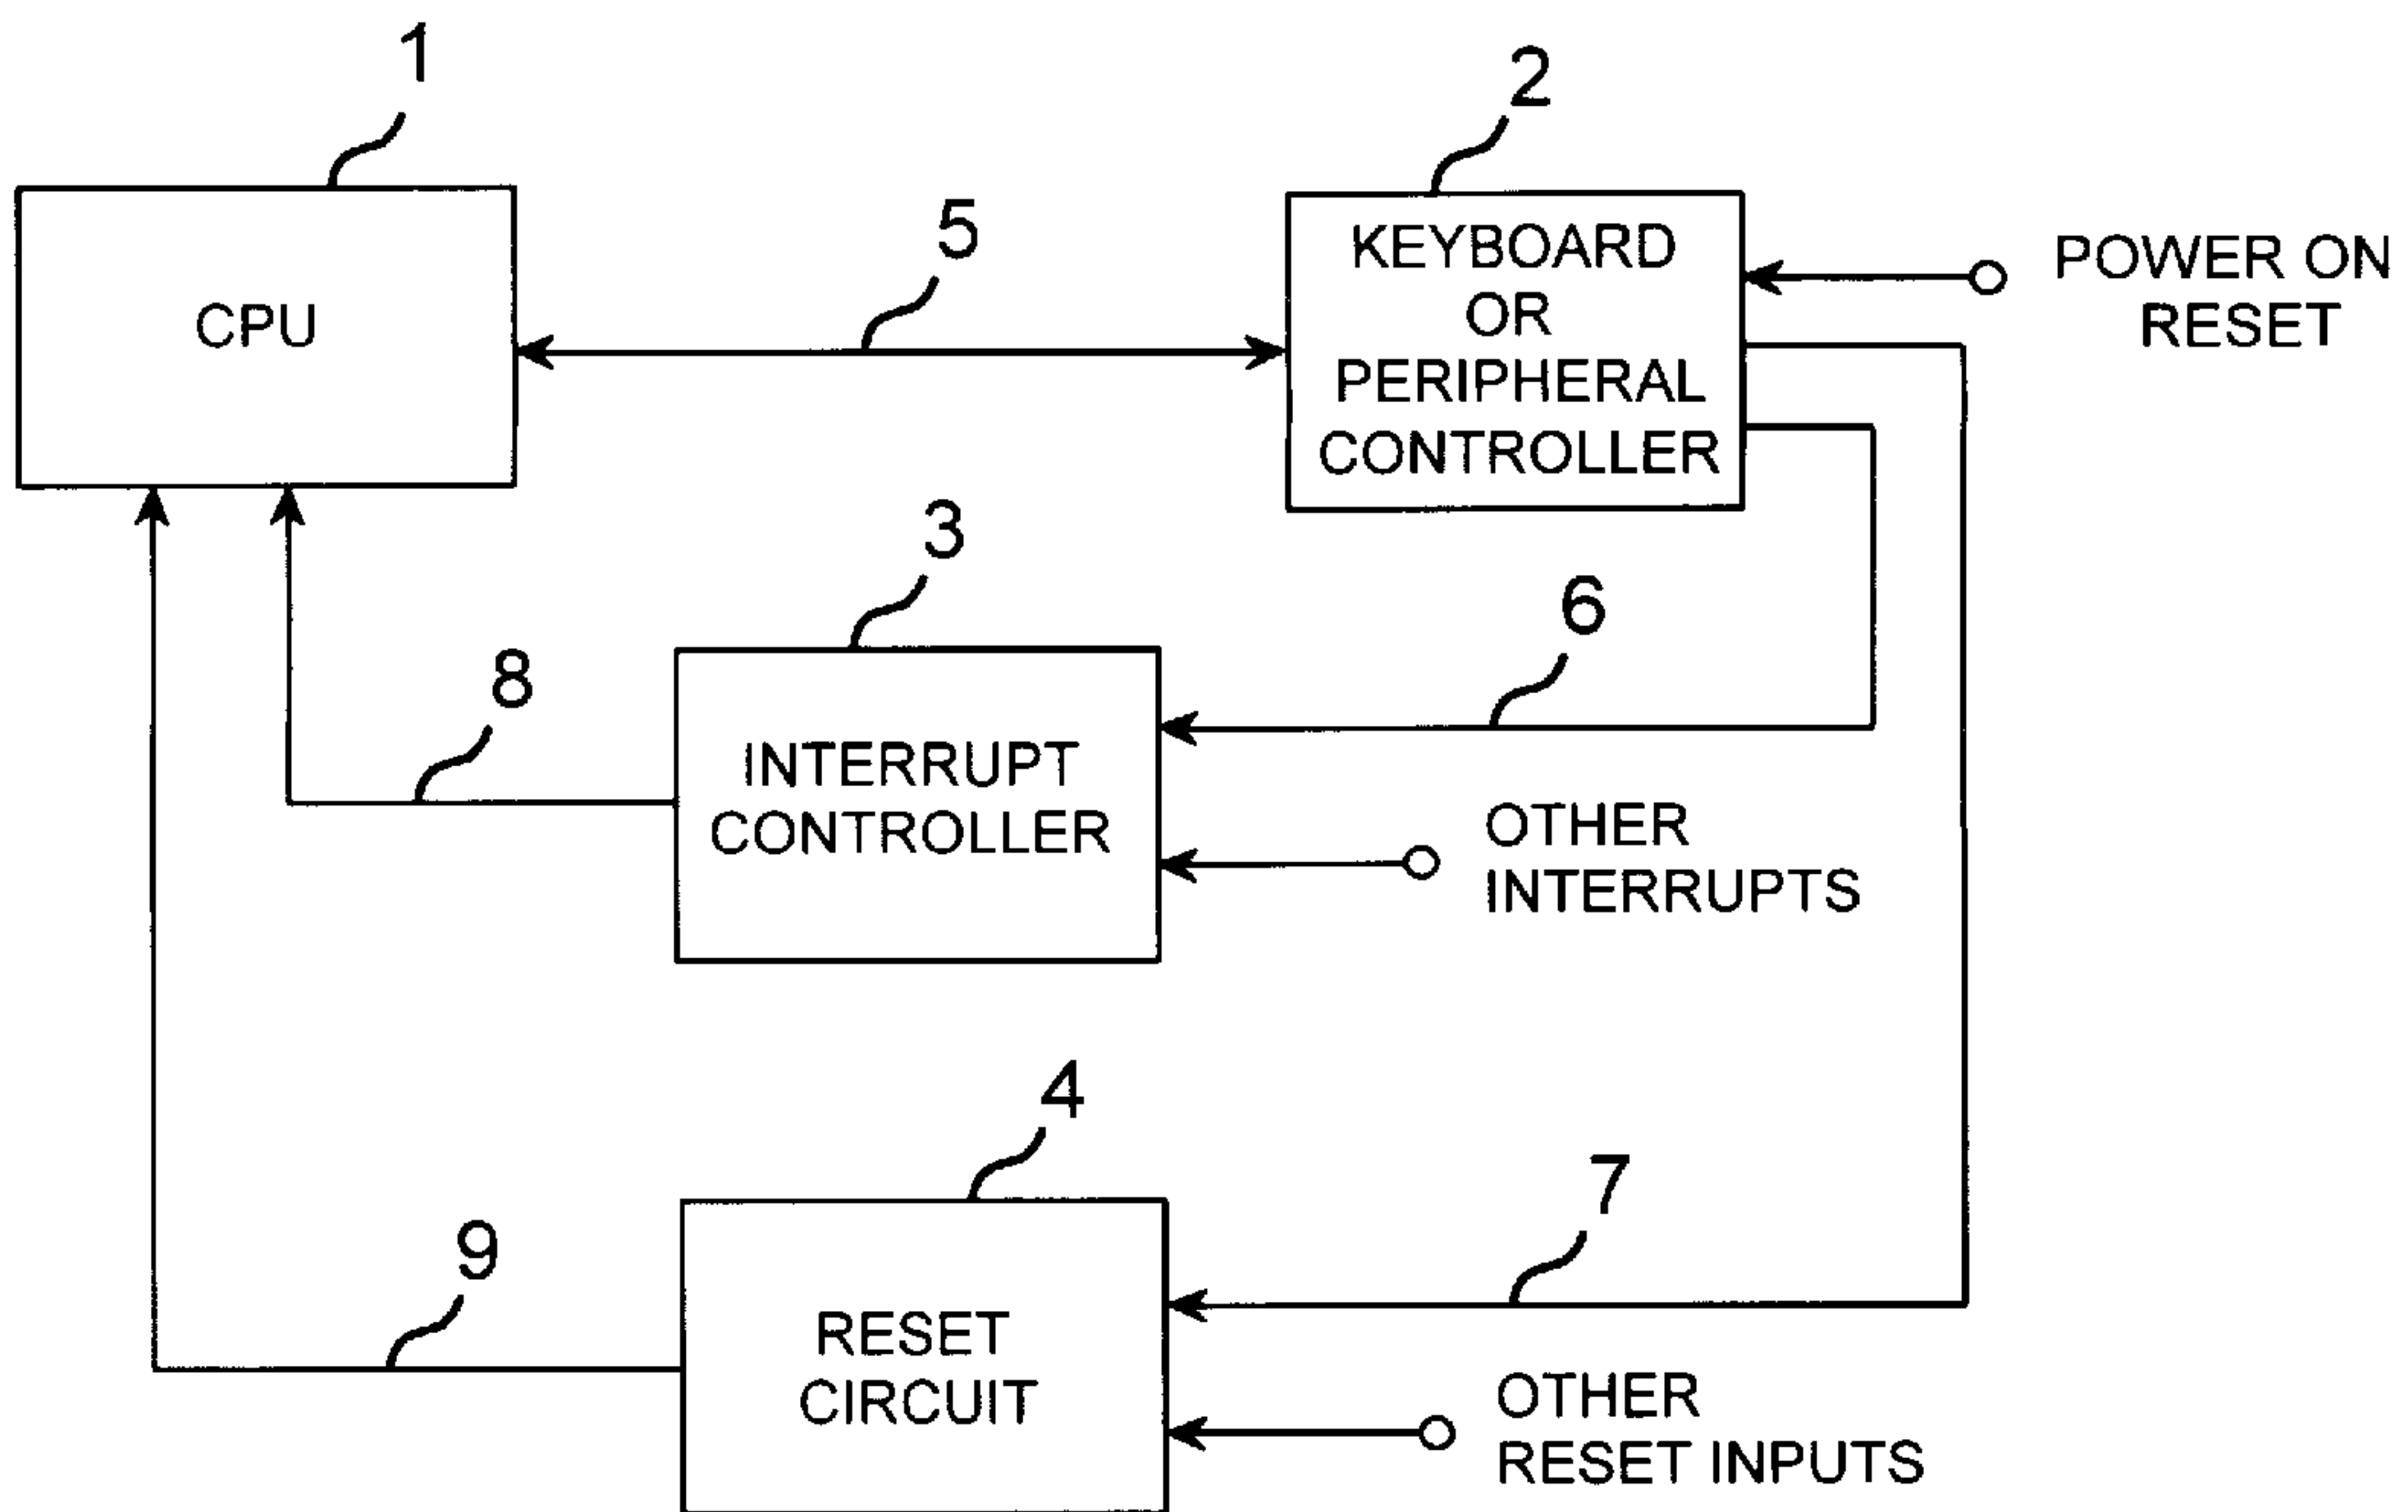 1
2
CPU
5
KEYBOARD
OR
PERIPHERAL
CONTROLLER
POWER ON
RESET
3
6
8
INTERRUPT
CONTROLLER
OTHER
INTERRUPTS
4
7
9
RESET
CIRCUIT
OTHER
RESET INPUTS